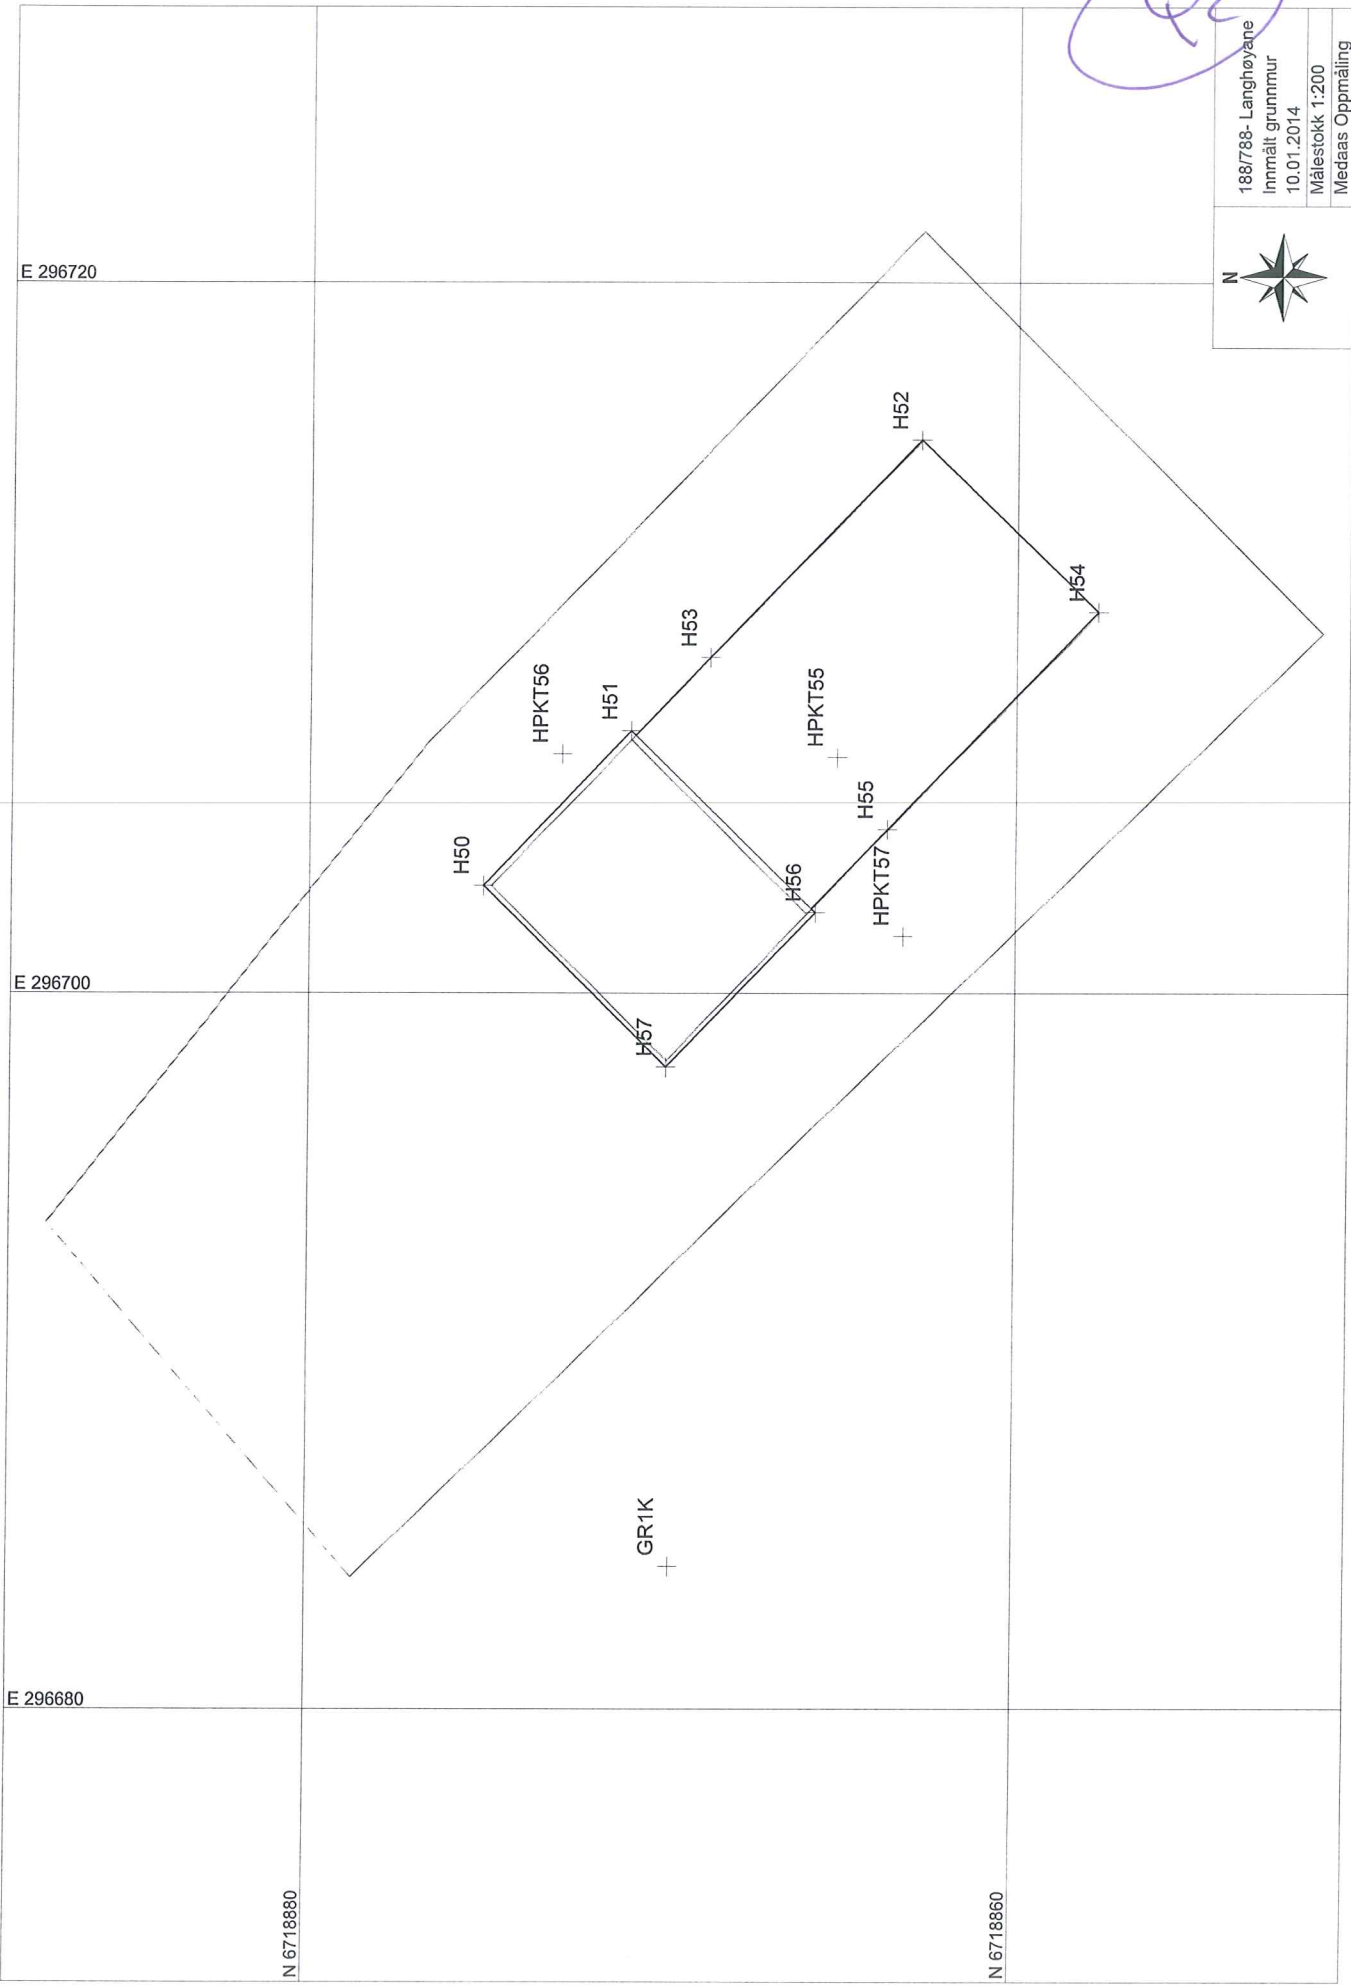 E 296720
E 296700
E 296680
N 6718880
N 6718860
H50
HPKT56
H51
H53
H52
H57
H56
HPKT57
H55
HPKT55
H54
GR1K
N
188/788- Langhøyane
Innmålt grunnmur
10.01.2014
Målestokk 1:200
Medaas Oppmåling